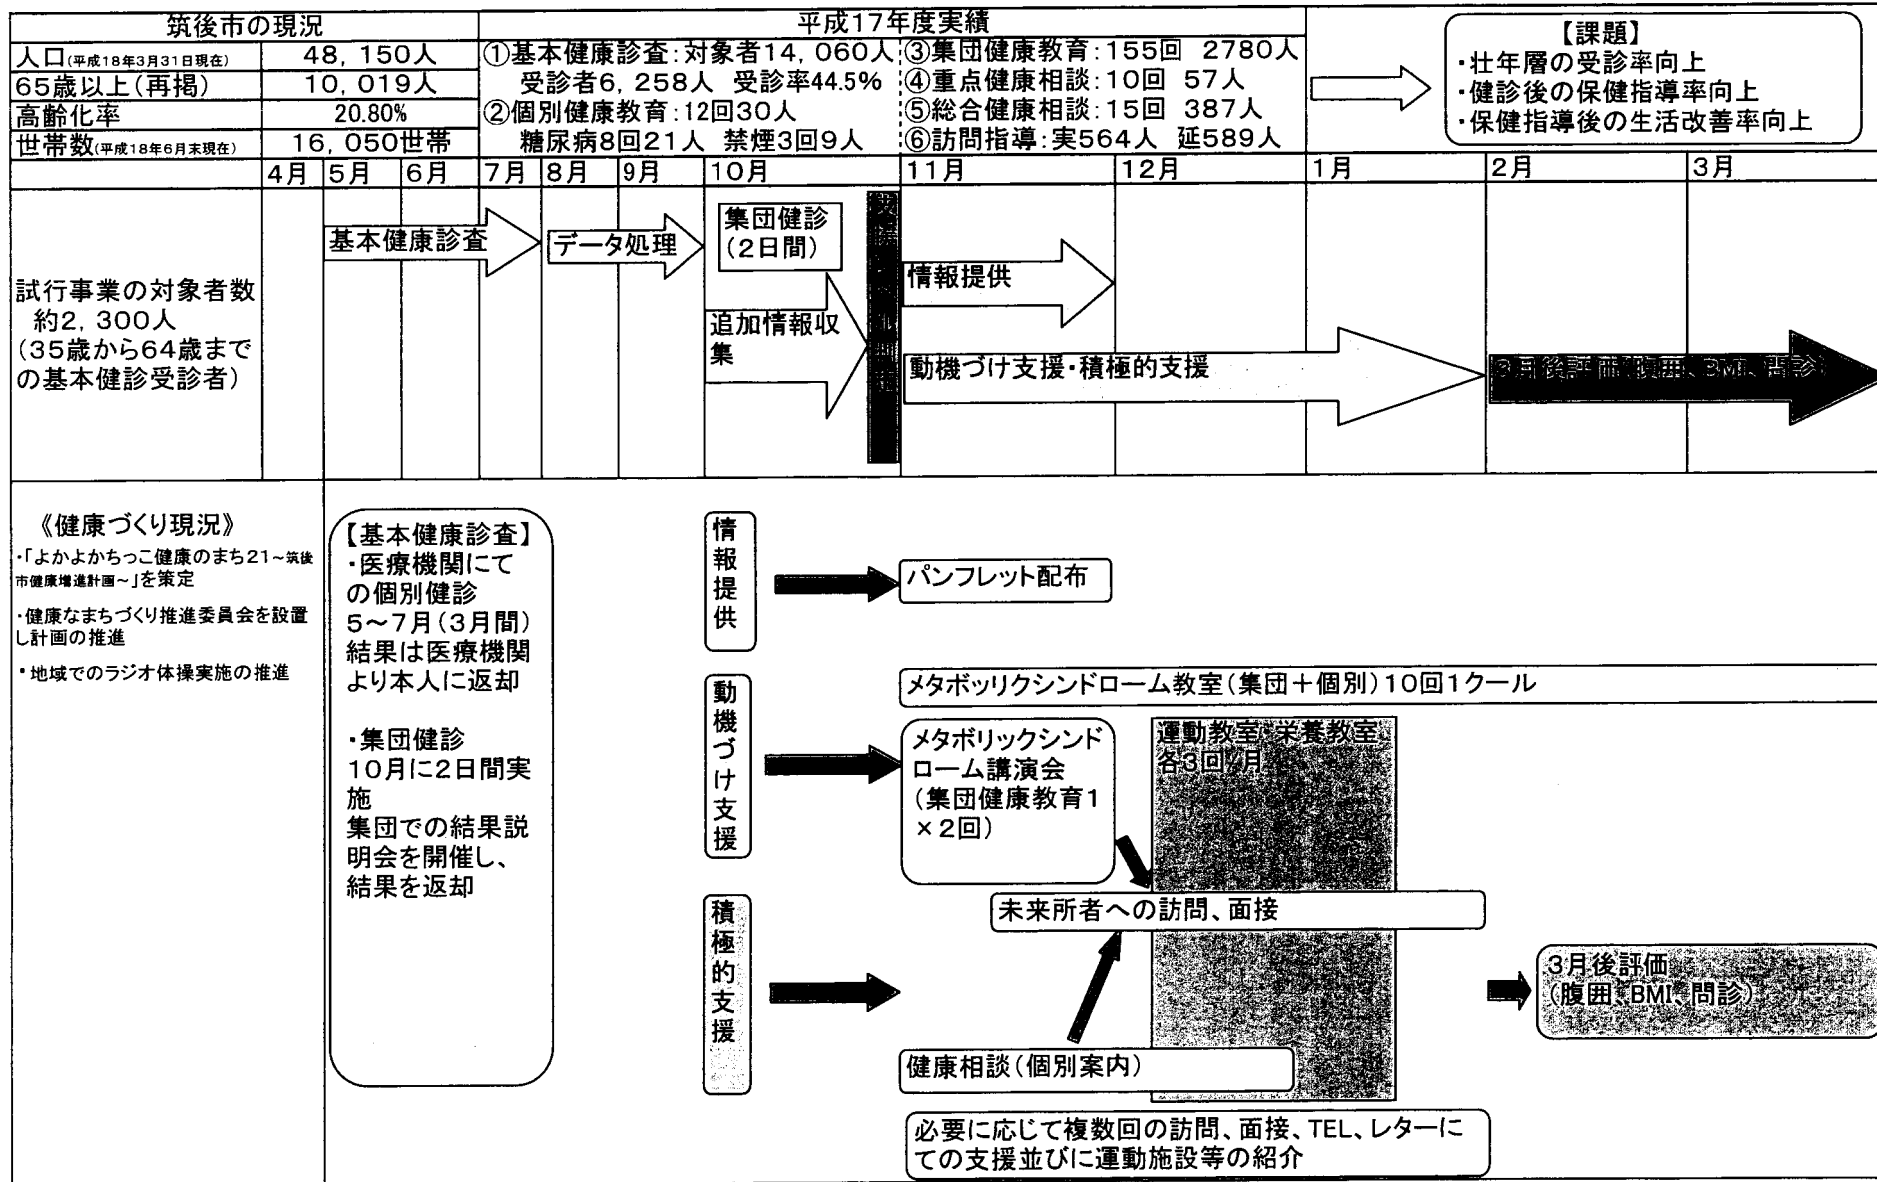 筑後市の現況
平成17年度実績
人口(平成18年3月31日現在)
48,150人
65歳以上(再掲)
10,019人
高齢化率
20.80%
世帯数(平成18年6月末現在)
16,050世帯
①基本健康診査:対象者14,060人
受診者6,258人 受診率44.5%
②個別健康教育:12回30人
糖尿病8回21人 禁煙3回9人
③集団健康教育:155回 2780人
④重点健康相談:10回 57人
⑤総合健康相談:15回 387人
⑥訪問指導:実564人 延589人
【課題】
・壮年層の受診率向上
・健診後の保健指導率向上
・保健指導後の生活改善率向上
4月 5月 6月 7月 8月 9月 10月 11月 12月 1月 2月 3月
試行事業の対象者数
約2,300人
(35歳から64歳まで
の基本健診受診者)
基本健康診査
データ処理
集団健診
(2日間)
追加情報収
集
情報提供
動機づけ支援・積極的支援
3月後評価(腹囲、BMI、問診)
《健康づくり現況》
・「よかよかちっご健康のまち21~筑後
市健康増進計画~」を策定
・健康なまちづくり推進委員会を設置
し計画の推進
・地域でのラジオ体操実施の推進
【基本健康診査】
・医療機関にて
の個別健診
5~7月(3月間)
結果は医療機関
より本人に返却
・集団健診
10月に2日間実
施
集団での結果説
明会を開催し、
結果を返却
情報提供
パンフレット配布
動機づけ支援
メタボッリクシンドローム教室(集団+個別)10回1クール
メタボリックシンド
ローム講演会
(集団健康教育1
×2回)
運動教室・栄養教室
各3回/月
未来所者への訪問、面接
積極的支援
3月後評価
(腹囲、BMI、問診)
健康相談(個別案内)
必要に応じて複数回の訪問、面接、TEL、レターに
ての支援並びに運動施設等の紹介